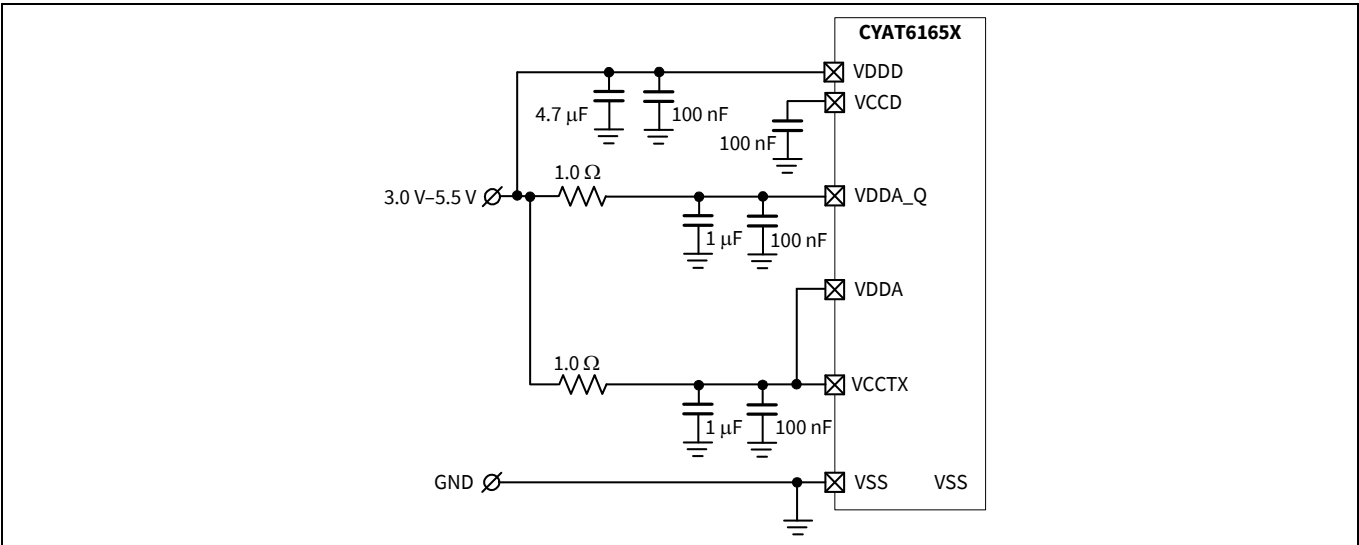 CYAT6165X
VDDD
4.7 μF
100 nF
VCCD
100 nF
1.0 Ω
3.0 V–5.5 V
VDDA_Q
1 μF
100 nF
VDDA
1.0 Ω
VCCTX
1 μF
100 nF
GND
VSS VSS